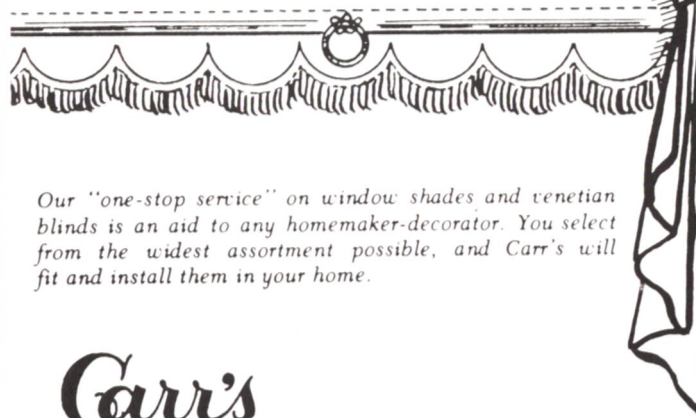 Our "one-stop service" on window shades and venetian
blinds is an aid to any homemaker-decorator. You select
from the widest assortment possible, and Carr's will
fit and install them in your home.
Carr's